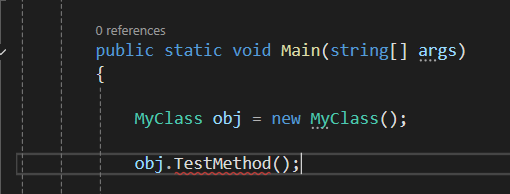 0 references
public static void Main(string[] args)
{
MyClass obj = new MyClass();
obj.TestMethod();